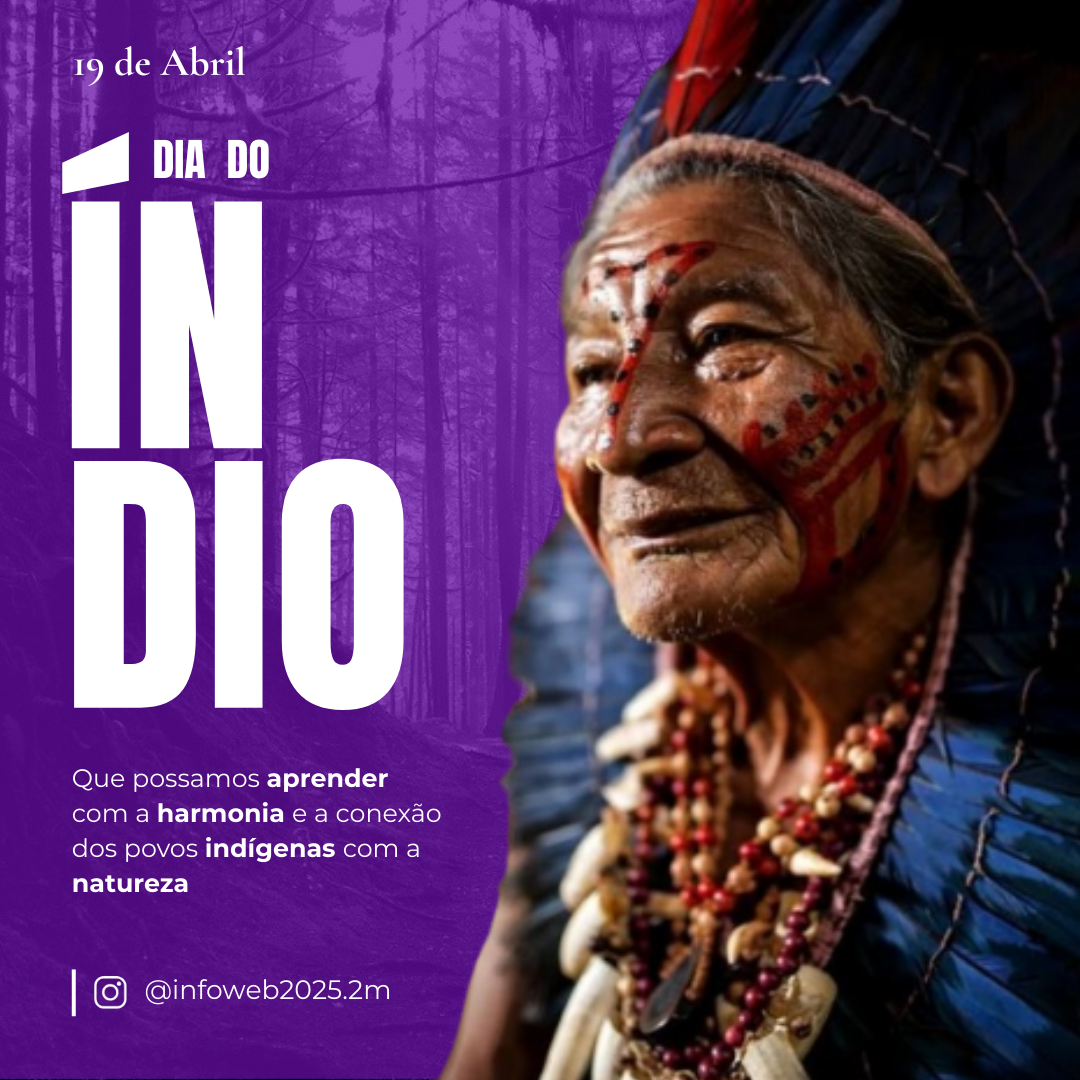 19 de Abril
DIA DO
ÍN
DIO
Que possamos aprender
com a harmonia e a conexão
dos povos indígenas com a
natureza
@infoweb2025.2m